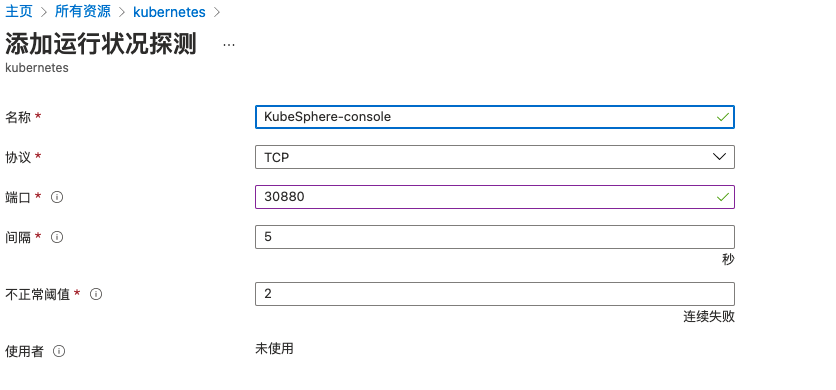 主页 > 所有资源 > kubernetes >
添加运行状况探测 ...
kubernetes
名称 * KubeSphere-console
协议 * TCP
端口 * 30880
间隔 * 5
秒
不正常阈值 * 2
连续失败
使用者 未使用